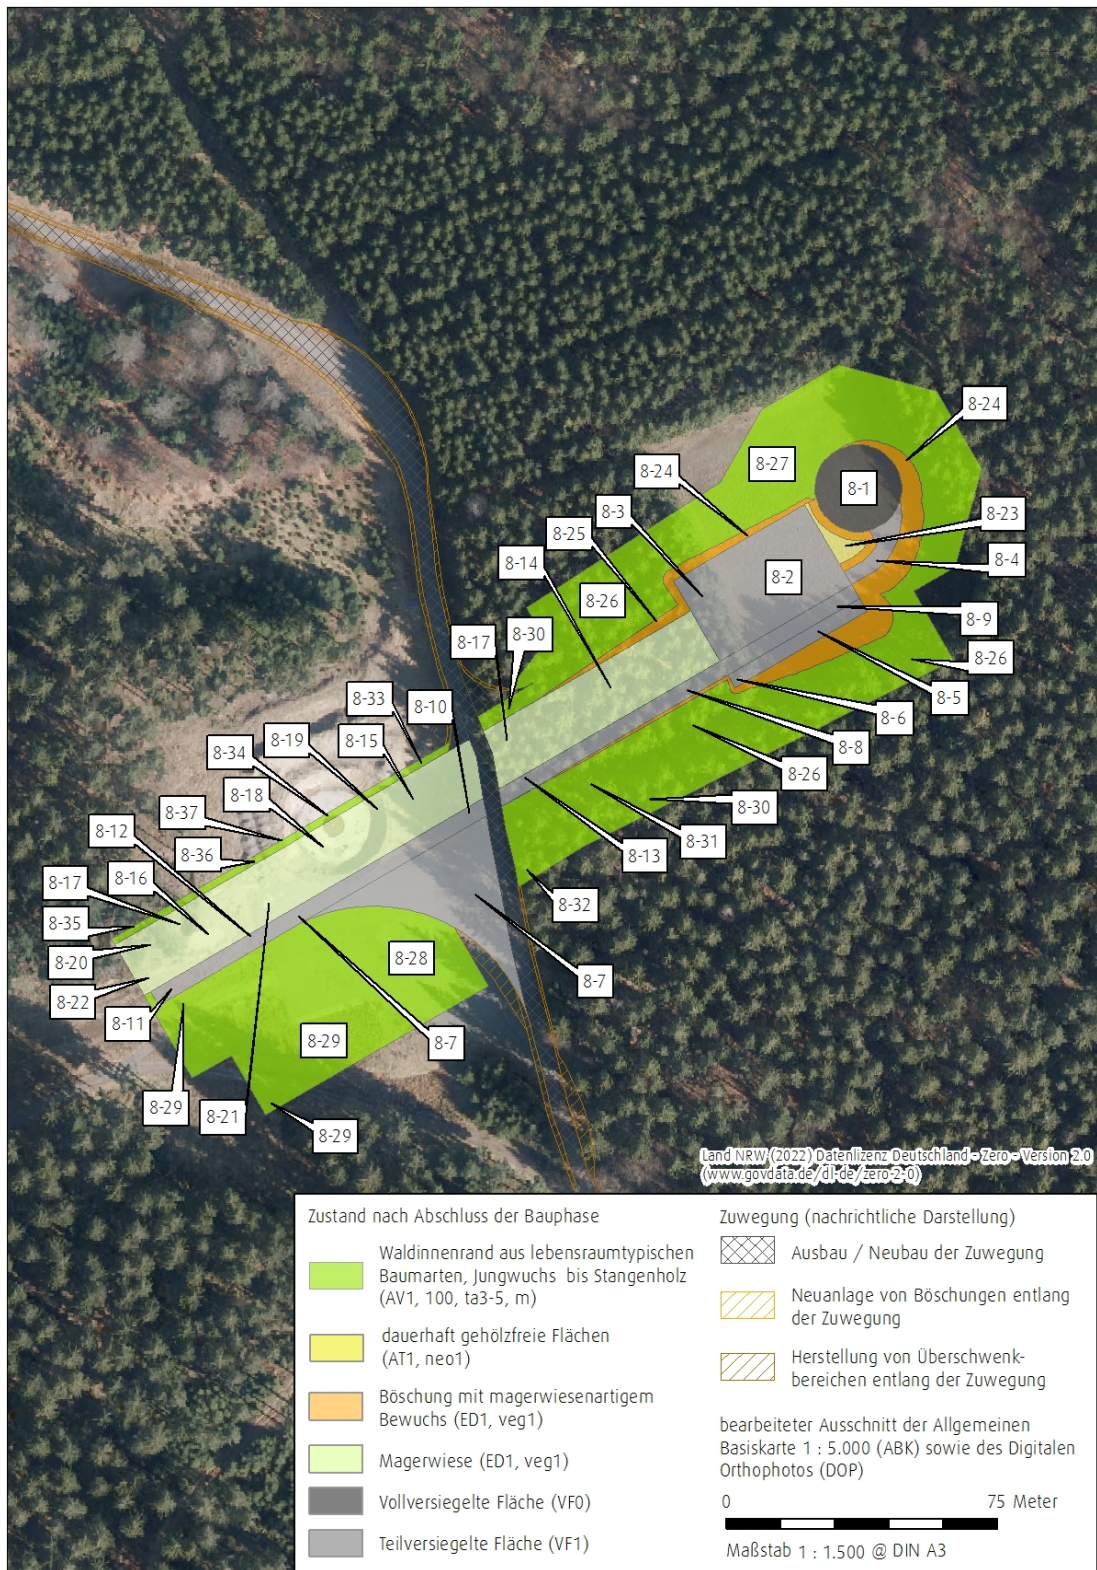 8-24
8-27
8-24
8-1
8-3
8-23
8-25
8-14
8-4
8-2
8-26
8-9
8-17
8-30
8-26
8-33
8-10
8-5
8-6
8-19
8-15
8-34
8-8
8-18
8-26
8-37
8-30
8-12
8-31
8-36
8-13
8-16
8-17
8-32
8-35
8-28
8-20
8-7
8-22
8-11
8-29
8-7
8-29
8-21
8-29
Land NRW (2022) Datenlizenz Deutschland - Zero - Version 2.0
(www.govdata.de/dl-de/zero-2-0)
Zustand nach Abschluss der Bauphase
Waldinnenrand aus lebensraumtypischen
Baumarten, Jungwuchs bis Stangenholz
(AV1, 100, ta3-5, m)
dauerhaft gehölzfreie Flächen
(AT1, neo1)
Böschung mit magerwiesenartigem
Bewuchs (ED1, veg1)
Magerwiese (ED1, veg1)
Vollversiegelte Fläche (VF0)
Teilversiegelte Fläche (VF1)
Zuwegung (nachrichtliche Darstellung)
Ausbau / Neubau der Zuwegung
Neuanlage von Böschungen entlang
der Zuwegung
Herstellung von Überschwenk-
bereichen entlang der Zuwegung
bearbeiteter Ausschnitt der Allgemeinen
Basiskarte 1 : 5.000 (ABK) sowie des Digitalen
Orthophotos (DOP)
0 75 Meter
Maßstab 1 : 1.500 @ DIN A3